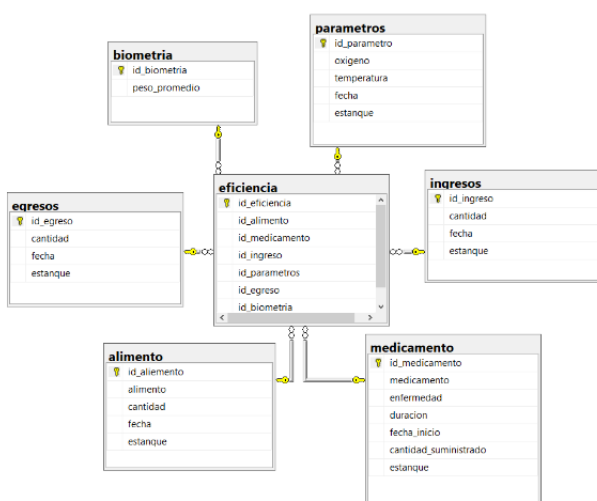 biometria
id_biometria
peso_promedio
parametros
id_parametro
oxigeno
temperatura
fecha
estanque
egresos
id_egreso
cantidad
fecha
estanque
eficiencia
id_eficiencia
id_alimento
id_medicamento
id_ingreso
id_parametros
id_egreso
id_biometria
ingresos
id_ingreso
cantidad
fecha
estanque
alimento
id_aliemento
alimento
cantidad
fecha
estanque
medicamento
id_medicamento
medicamento
enfermedad
duracion
fecha_inicio
cantidad_suministrado
estanque